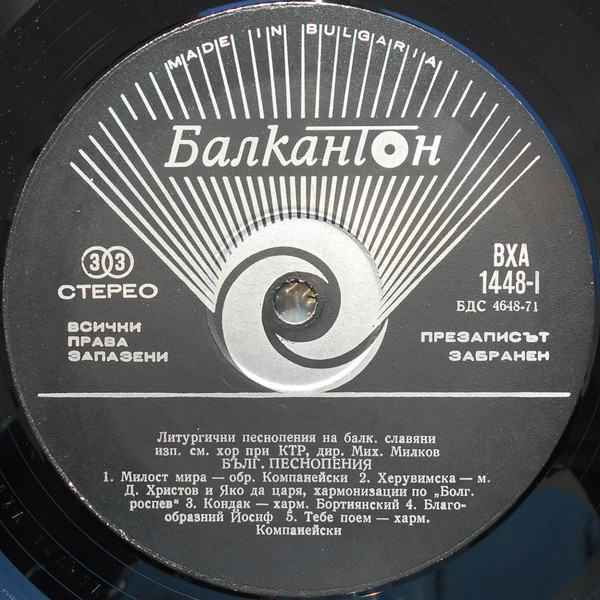 MADE IN BULGARIA
Балкантон
33
СТЕРЕО
ВХА
1448-I
БДС 4648-71
ВСИЧКИ
ПРАВА
ЗАПАЗЕНИ
ПРЕЗАПИСЪТ
ЗАБРАНЕН
Литургични песнопения на балк. славяни
изп. см. хор при КТР, дир. Мих. Милков
БЪЛГ. ПЕСНОПЕНИЯ
1. Милост мира — обр. Компанейски 2. Херувимска — м.
Д. Христов и Яко да царя, хармонизации по „Болг.
роспев" 3. Кондак — харм. Бортнянский 4. Благо-
образний Иосиф 5. Тебе поем — харм.
Компанейски